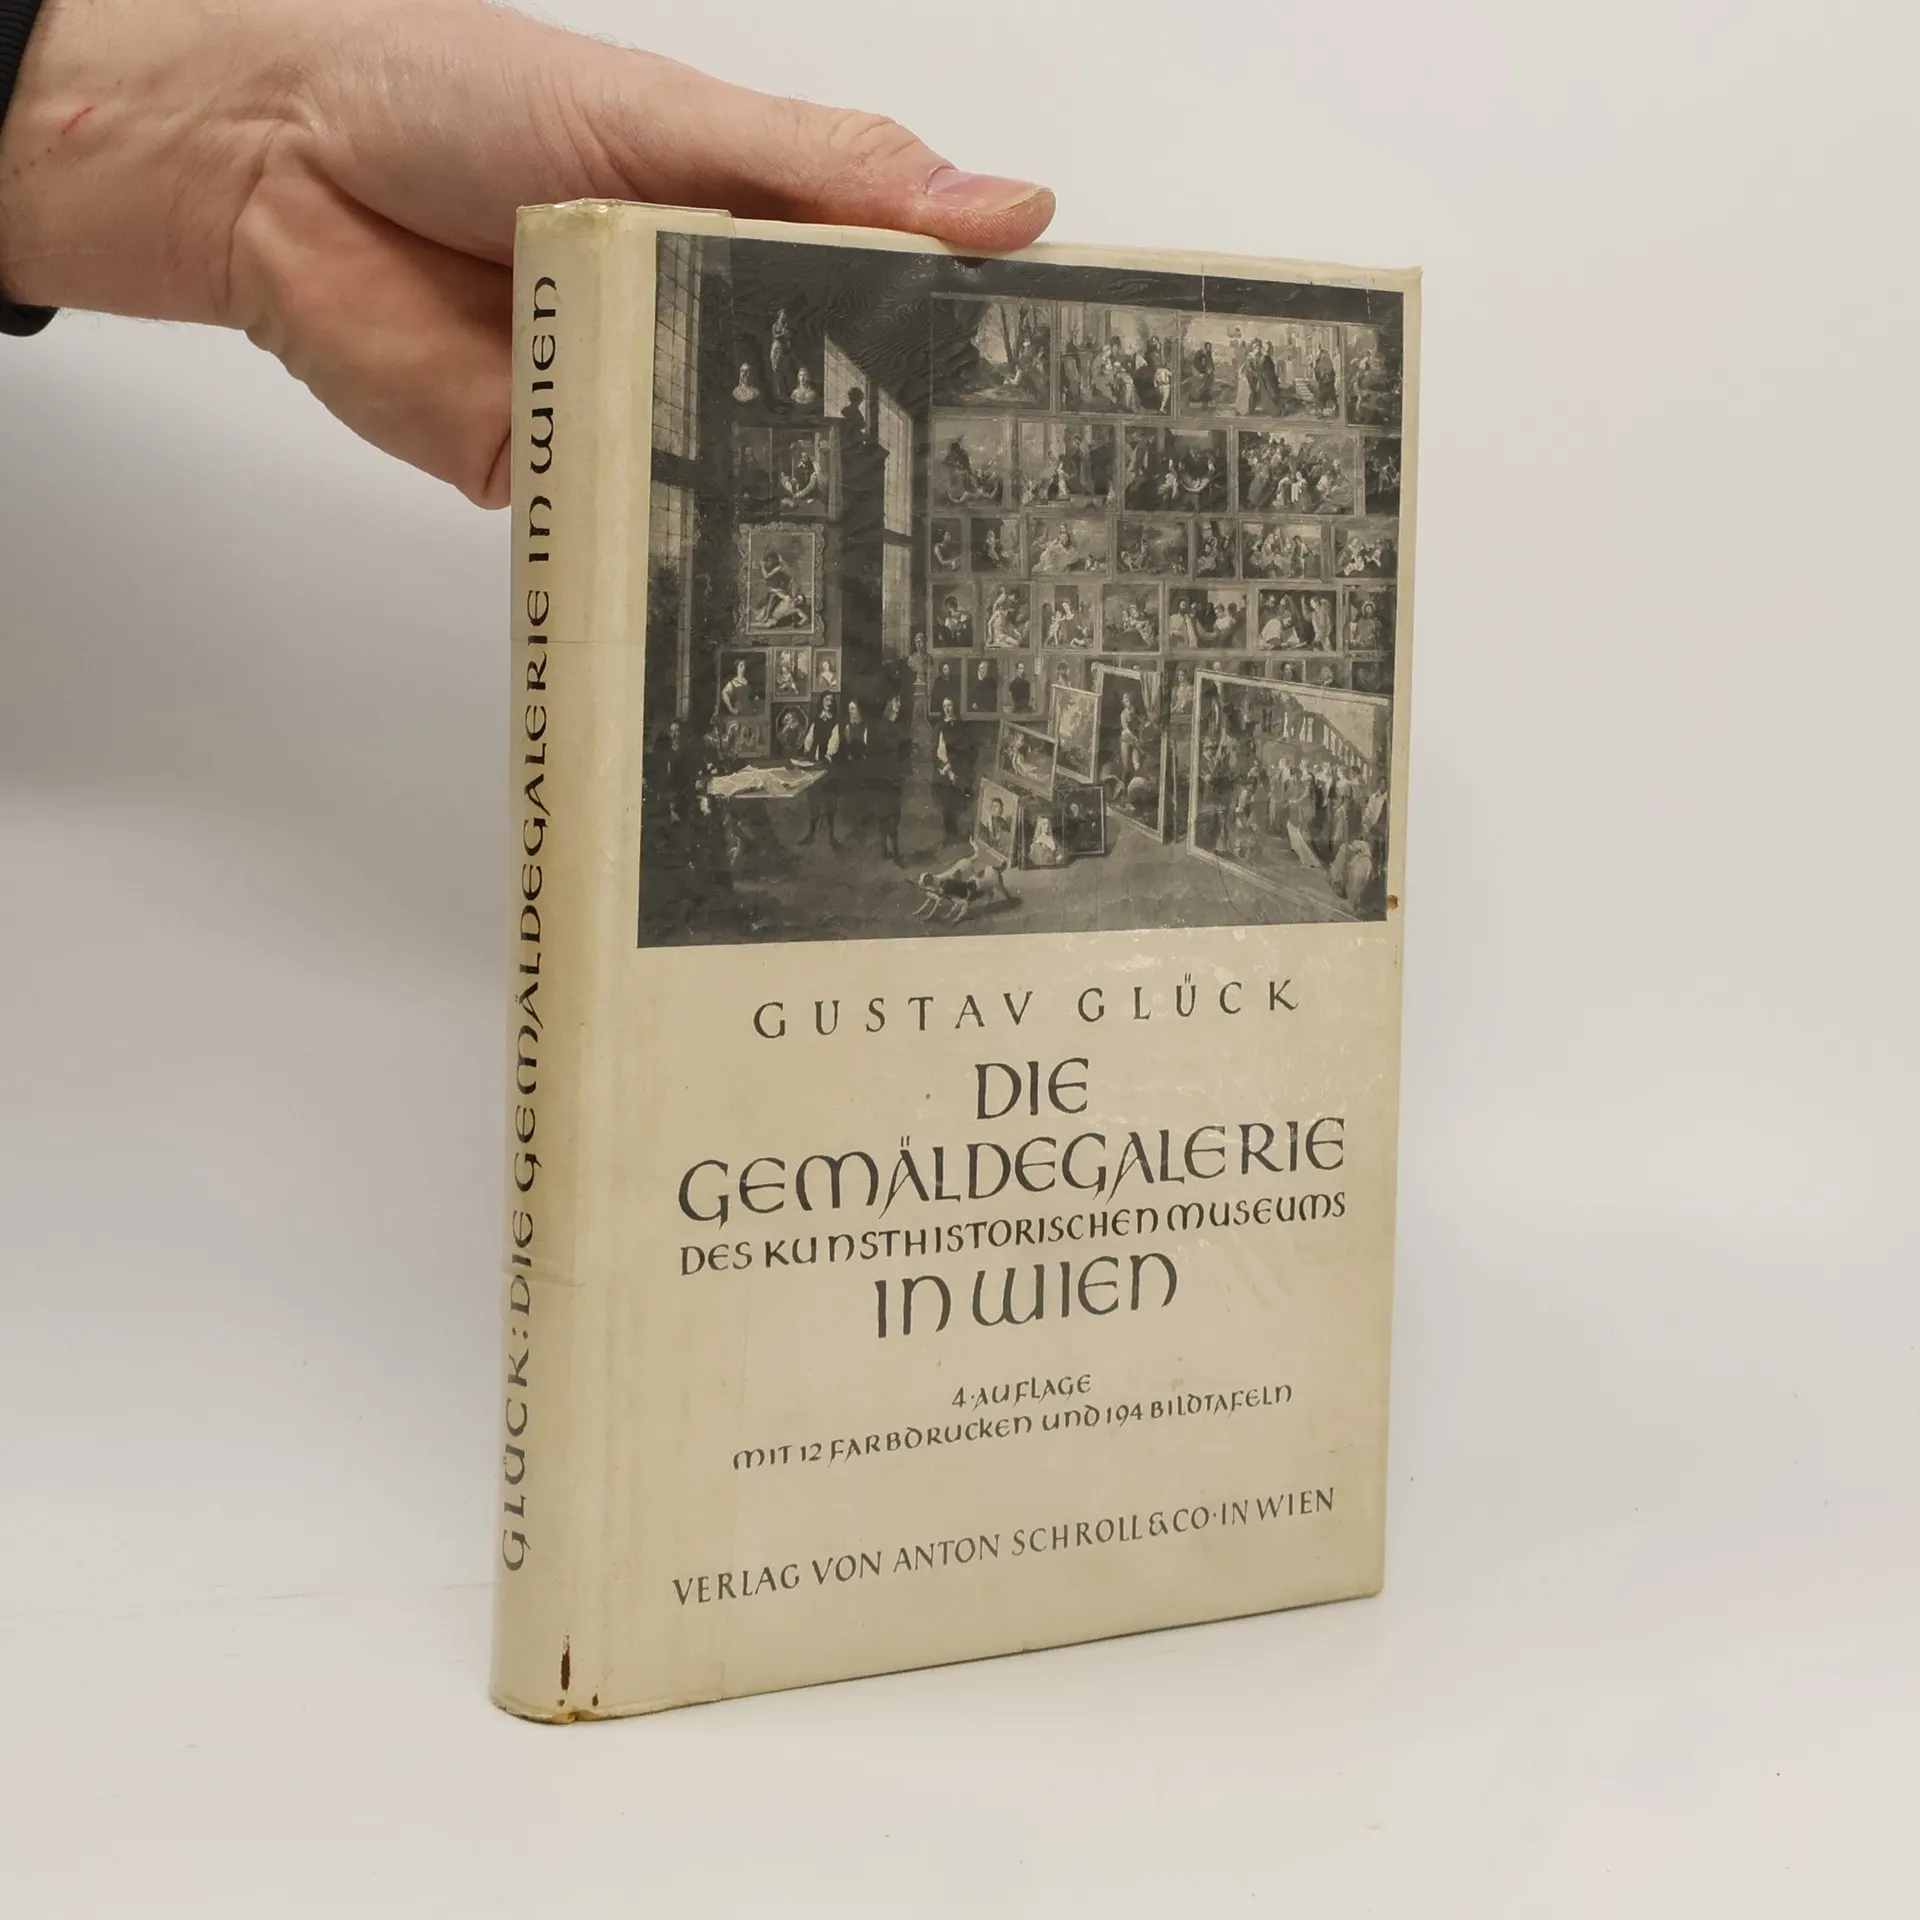 GLÜCK: DIE GEMÄLDEGALERIE IN WIEN
GUSTAV GLÜCK
DIE
GEMÄLDEGALERIE
DES KUNSTHISTORISCHEN MUSEUMS
IN WIEN
4·AUFLAGE
MIT 12 FARBDRUCKEN UND 194 BILDTAFELN
VERLAG VON ANTON SCHROLL & CO·IN WIEN